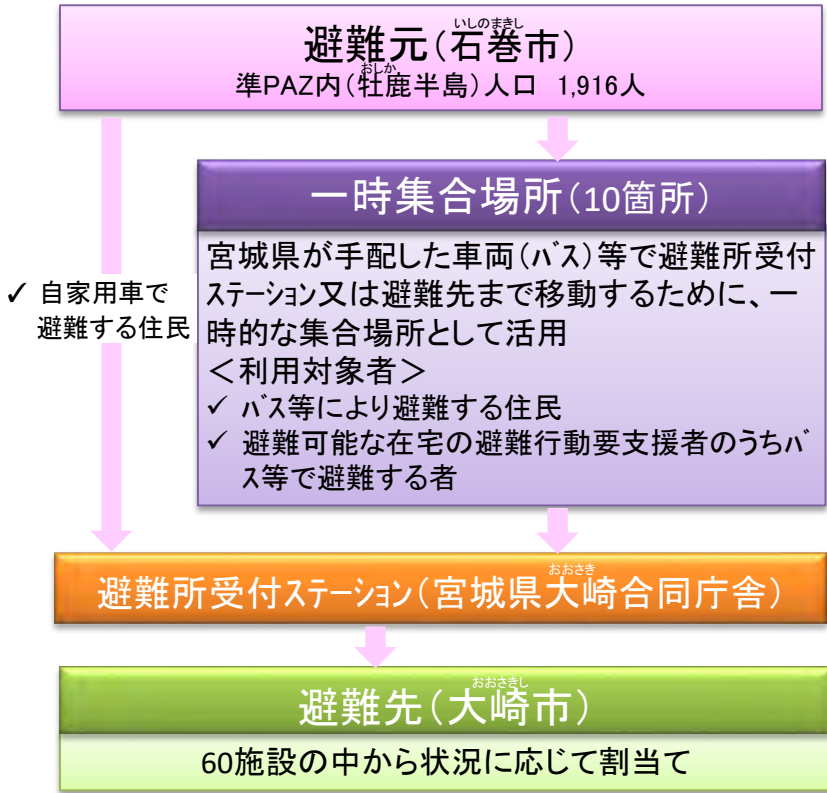 避難元（石巻市）
いしのまきし
準PAZ内（牡鹿半島）人口 1,916人
おしか
一時集合場所（10箇所）
宮城県が手配した車両（バス）等で避難所受付
ステーション又は避難先まで移動するために、一
時的な集合場所として活用
＜利用対象者＞
✓ バス等により避難する住民
✓ 避難可能な在宅の避難行動要支援者のうちバ
ス等で避難する者
✓ 自家用車で
避難する住民
避難所受付ステーション（宮城県大崎合同庁舎）
おおさき
避難先（大崎市）
おおさきし
60施設の中から状況に応じて割当て